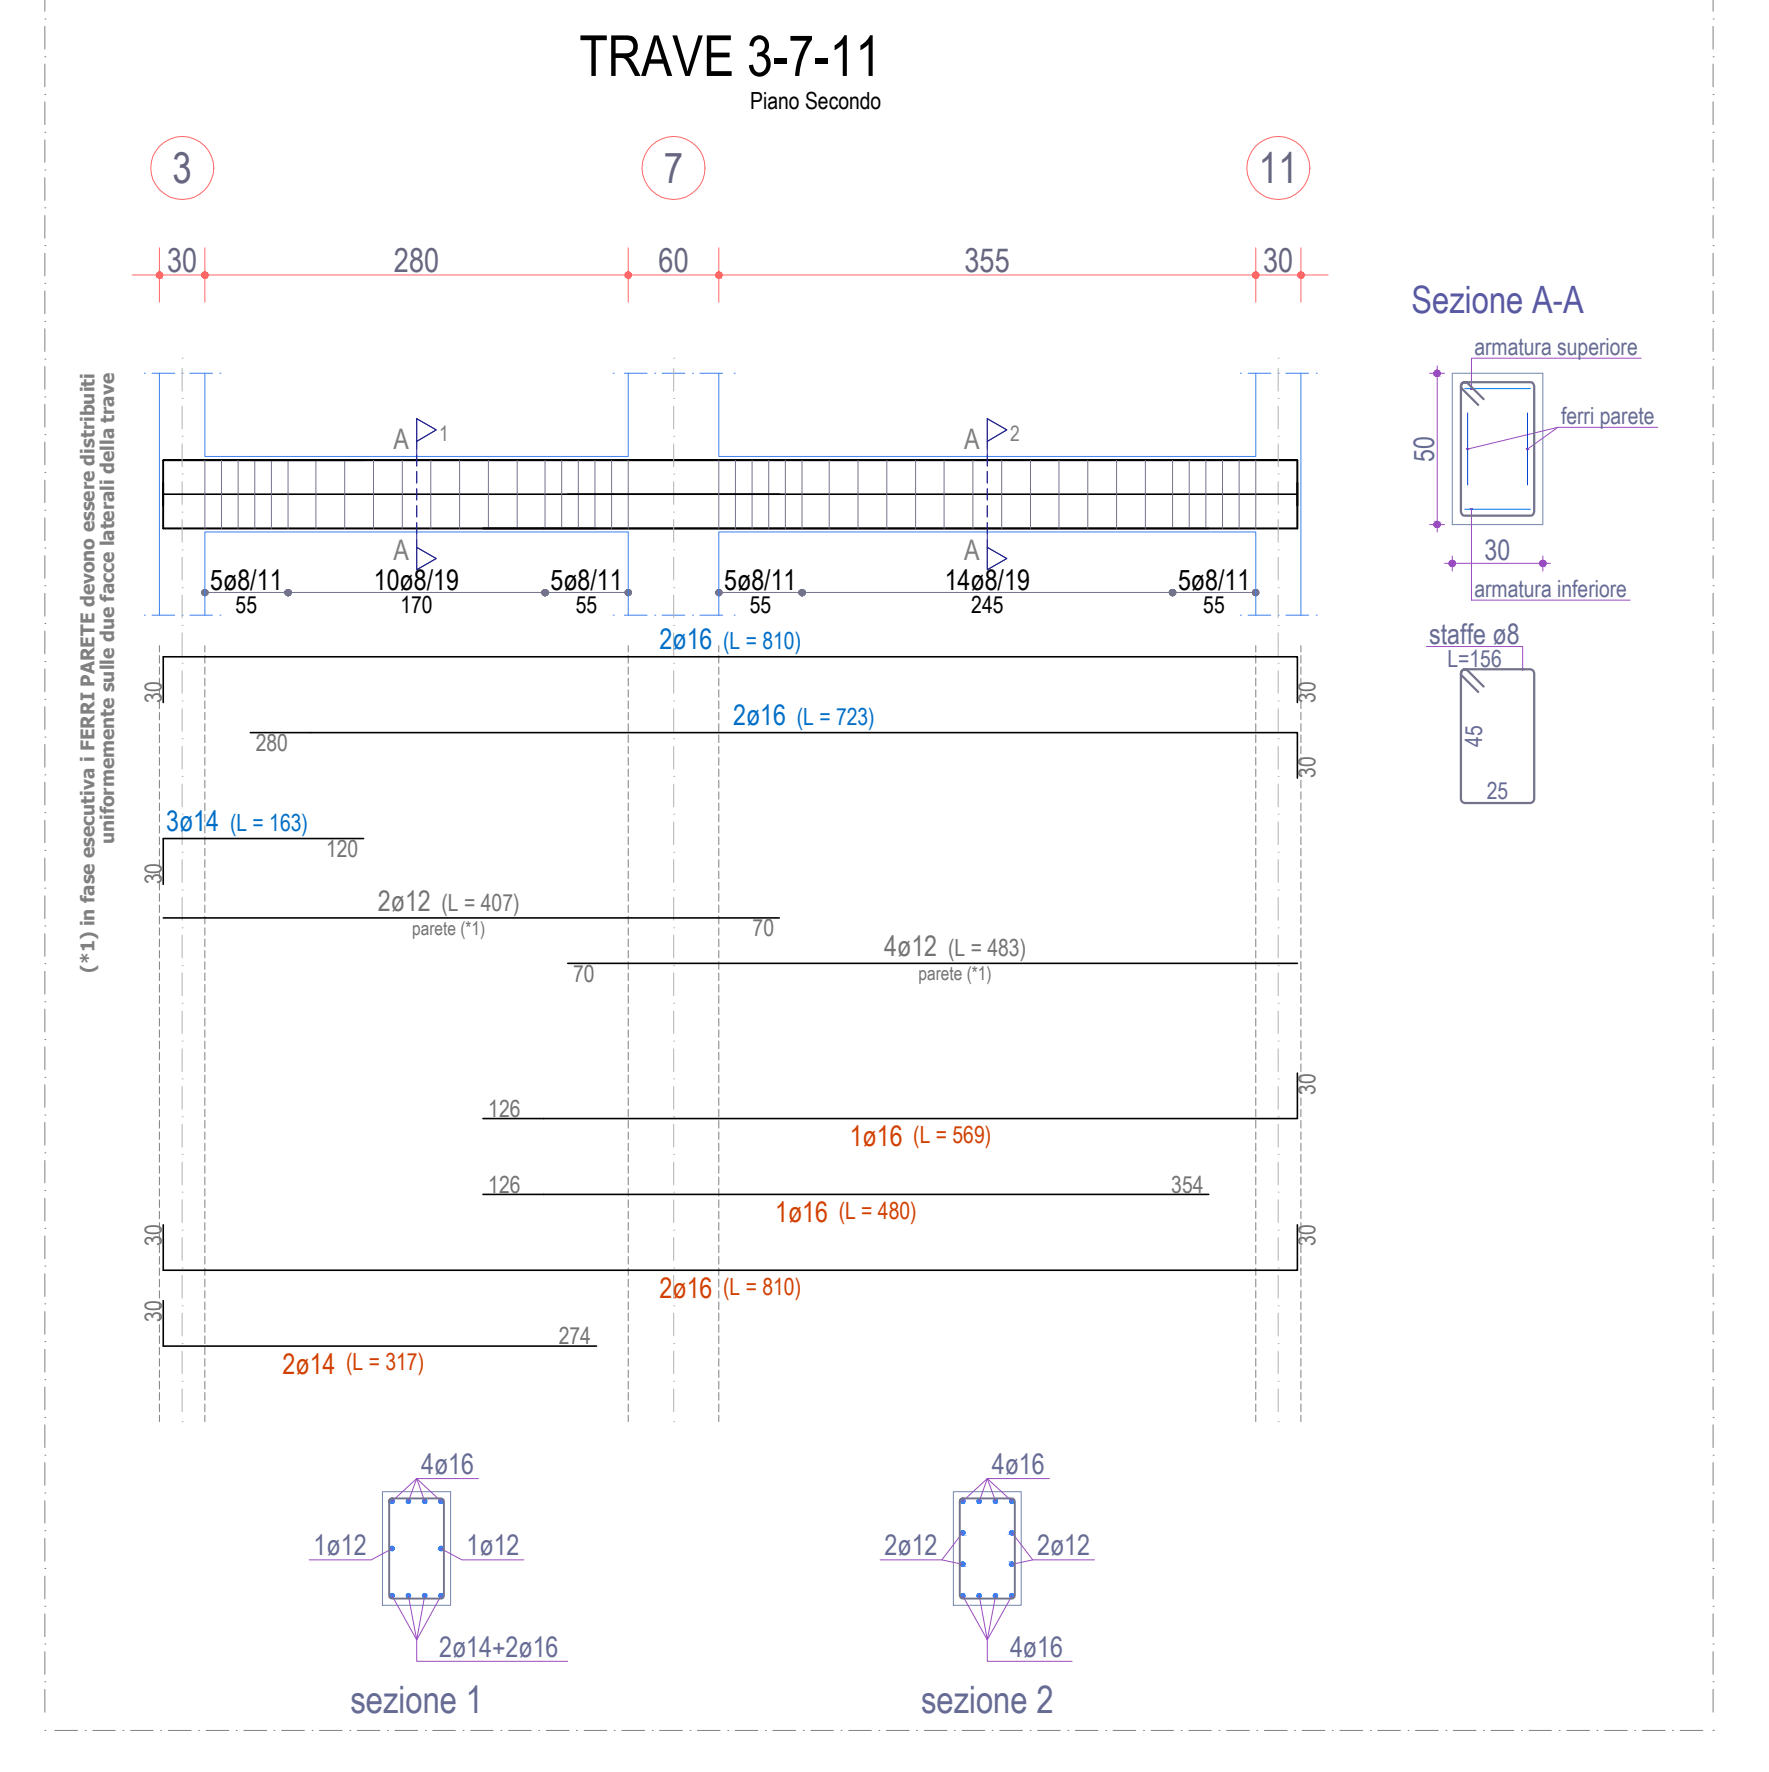 TRAVE 3-7-11
Piano Secondo
3
7
11
30
280
60
355
30
Sezione A-A
armatura superiore
ferri parete
50
30
armatura inferiore
(*1) in fase esecutiva i FERRI PARETE devono essere distribuiti
uniformemente sulle due facce laterali della trave
A
1
A
2
A
A
5ø8/11
10ø8/19
5ø8/11
5ø8/11
14ø8/19
5ø8/11
55
170
55
55
245
55
staffe ø8
L=156
45
25
2ø16 (L = 810)
30
30
2ø16 (L = 723)
280
30
3ø14 (L = 163)
120
30
2ø12 (L = 407)
parete (*1)
70
4ø12 (L = 483)
70
parete (*1)
30
126
1ø16 (L = 569)
126
354
1ø16 (L = 480)
30
30
2ø16 (L = 810)
30
274
2ø14 (L = 317)
4ø16
1ø12
1ø12
2ø14+2ø16
sezione 1
4ø16
2ø12
2ø12
4ø16
sezione 2